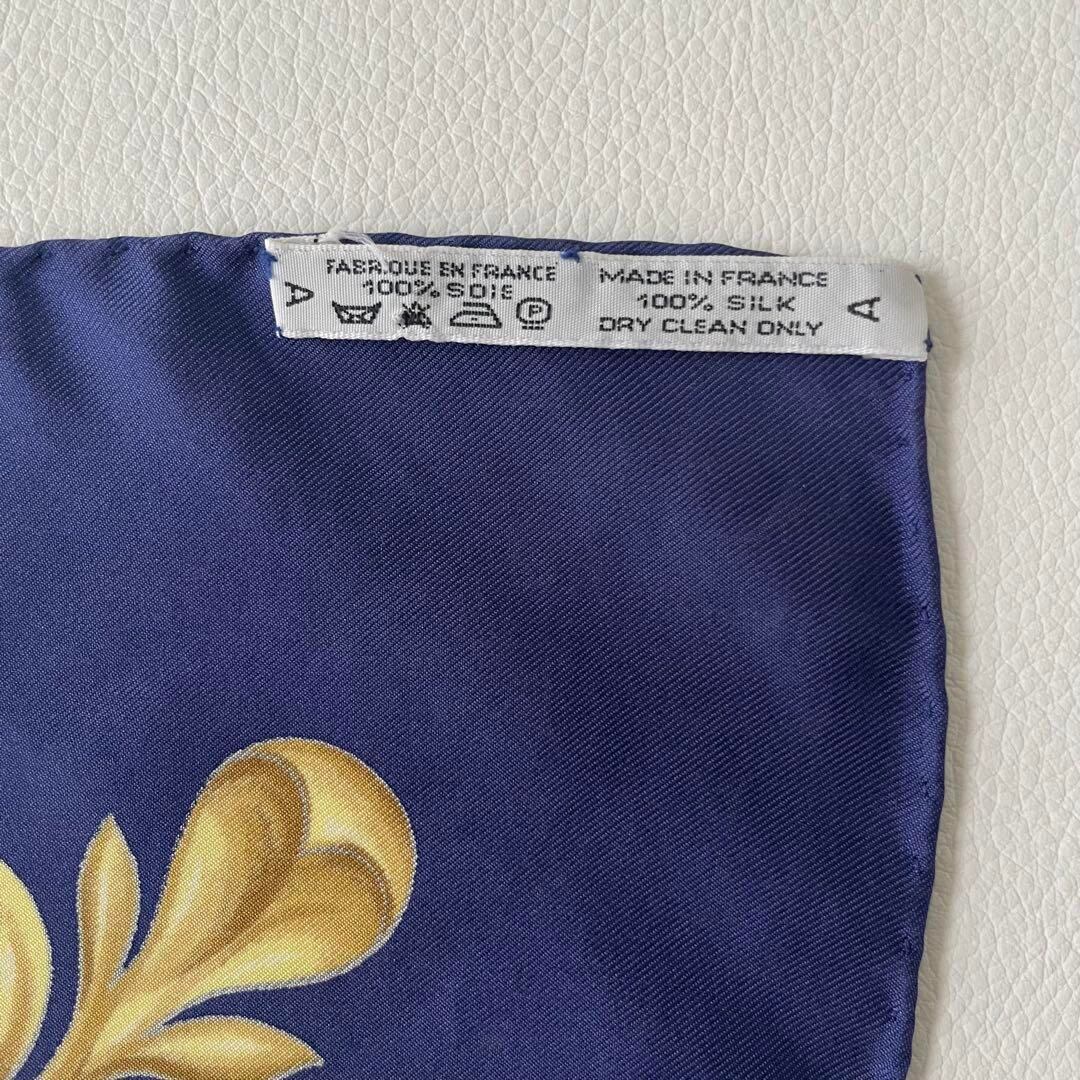 FABRIQUE EN FRANCE
100% SOIE
A
P
MADE IN FRANCE
100% SILK
DRY CLEAN ONLY
A